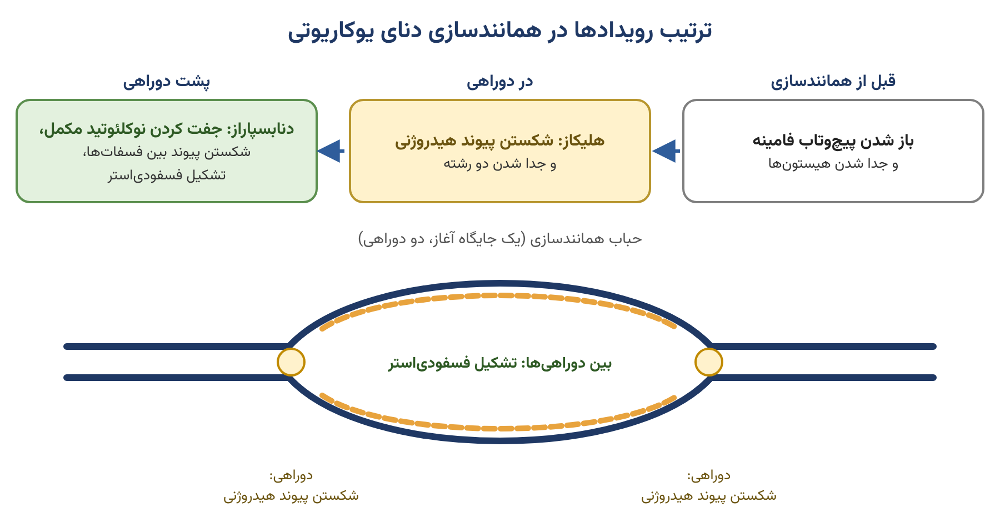 ترتیب رویدادها در همانندسازی دنای یوکاریوتی
قبل از همانندسازی
باز شدن پیچ‌وتاب فامینه
و جدا شدن هیستون‌ها
در دوراهی
هلیکاز: شکستن پیوند هیدروژنی
و جدا شدن دو رشته
پشت دوراهی
دنابسپاراز: جفت کردن نوکلئوتید مکمل،
شکستن پیوند بین فسفات‌ها،
تشکیل فسفودی‌استر
حباب همانندسازی (یک جایگاه آغاز، دو دوراهی)
بین دوراهی‌ها: تشکیل فسفودی‌استر
دوراهی:
شکستن پیوند هیدروژنی
دوراهی:
شکستن پیوند هیدروژنی